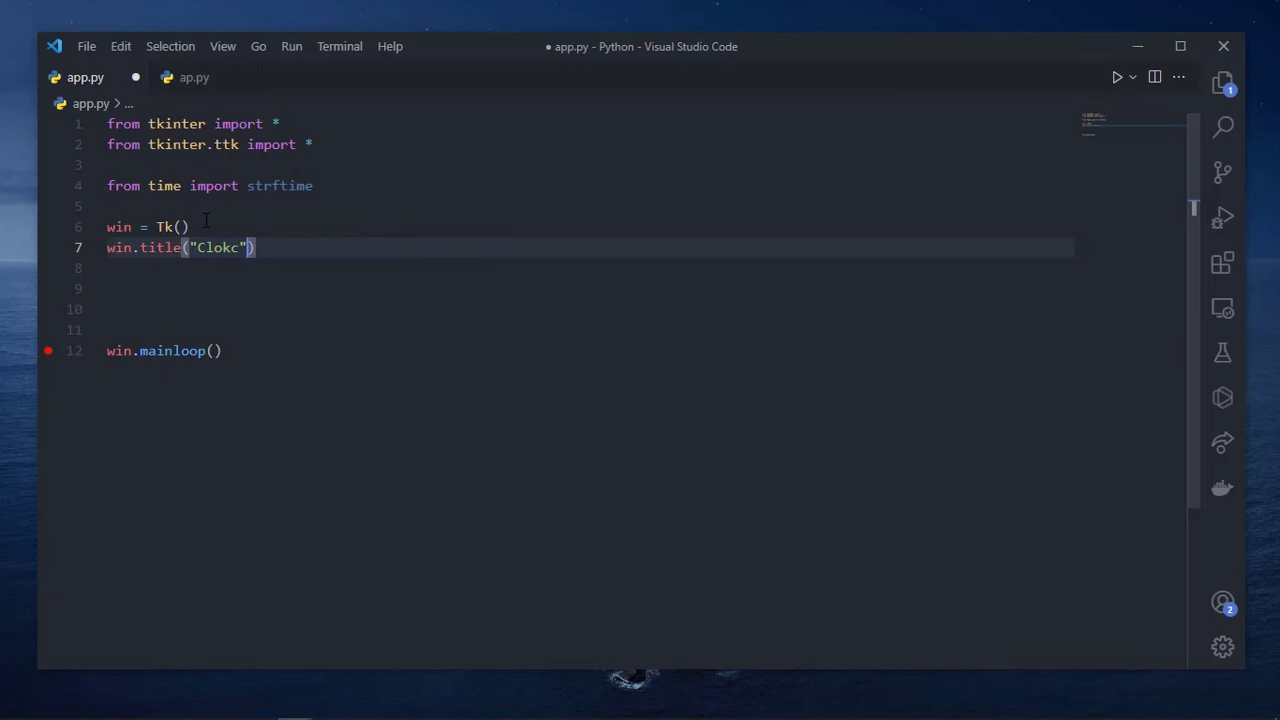 File Edit Selection View Go Run Terminal Help ● app.py - Python - Visual Studio Code
app.py ap.py
app.py > ...
1 from tkinter import *
2 from tkinter.ttk import *
3
4 from time import strftime
5
6 win = Tk()
7 win.title("Clokc")
8
9
10
11
12 win.mainloop()
1
2